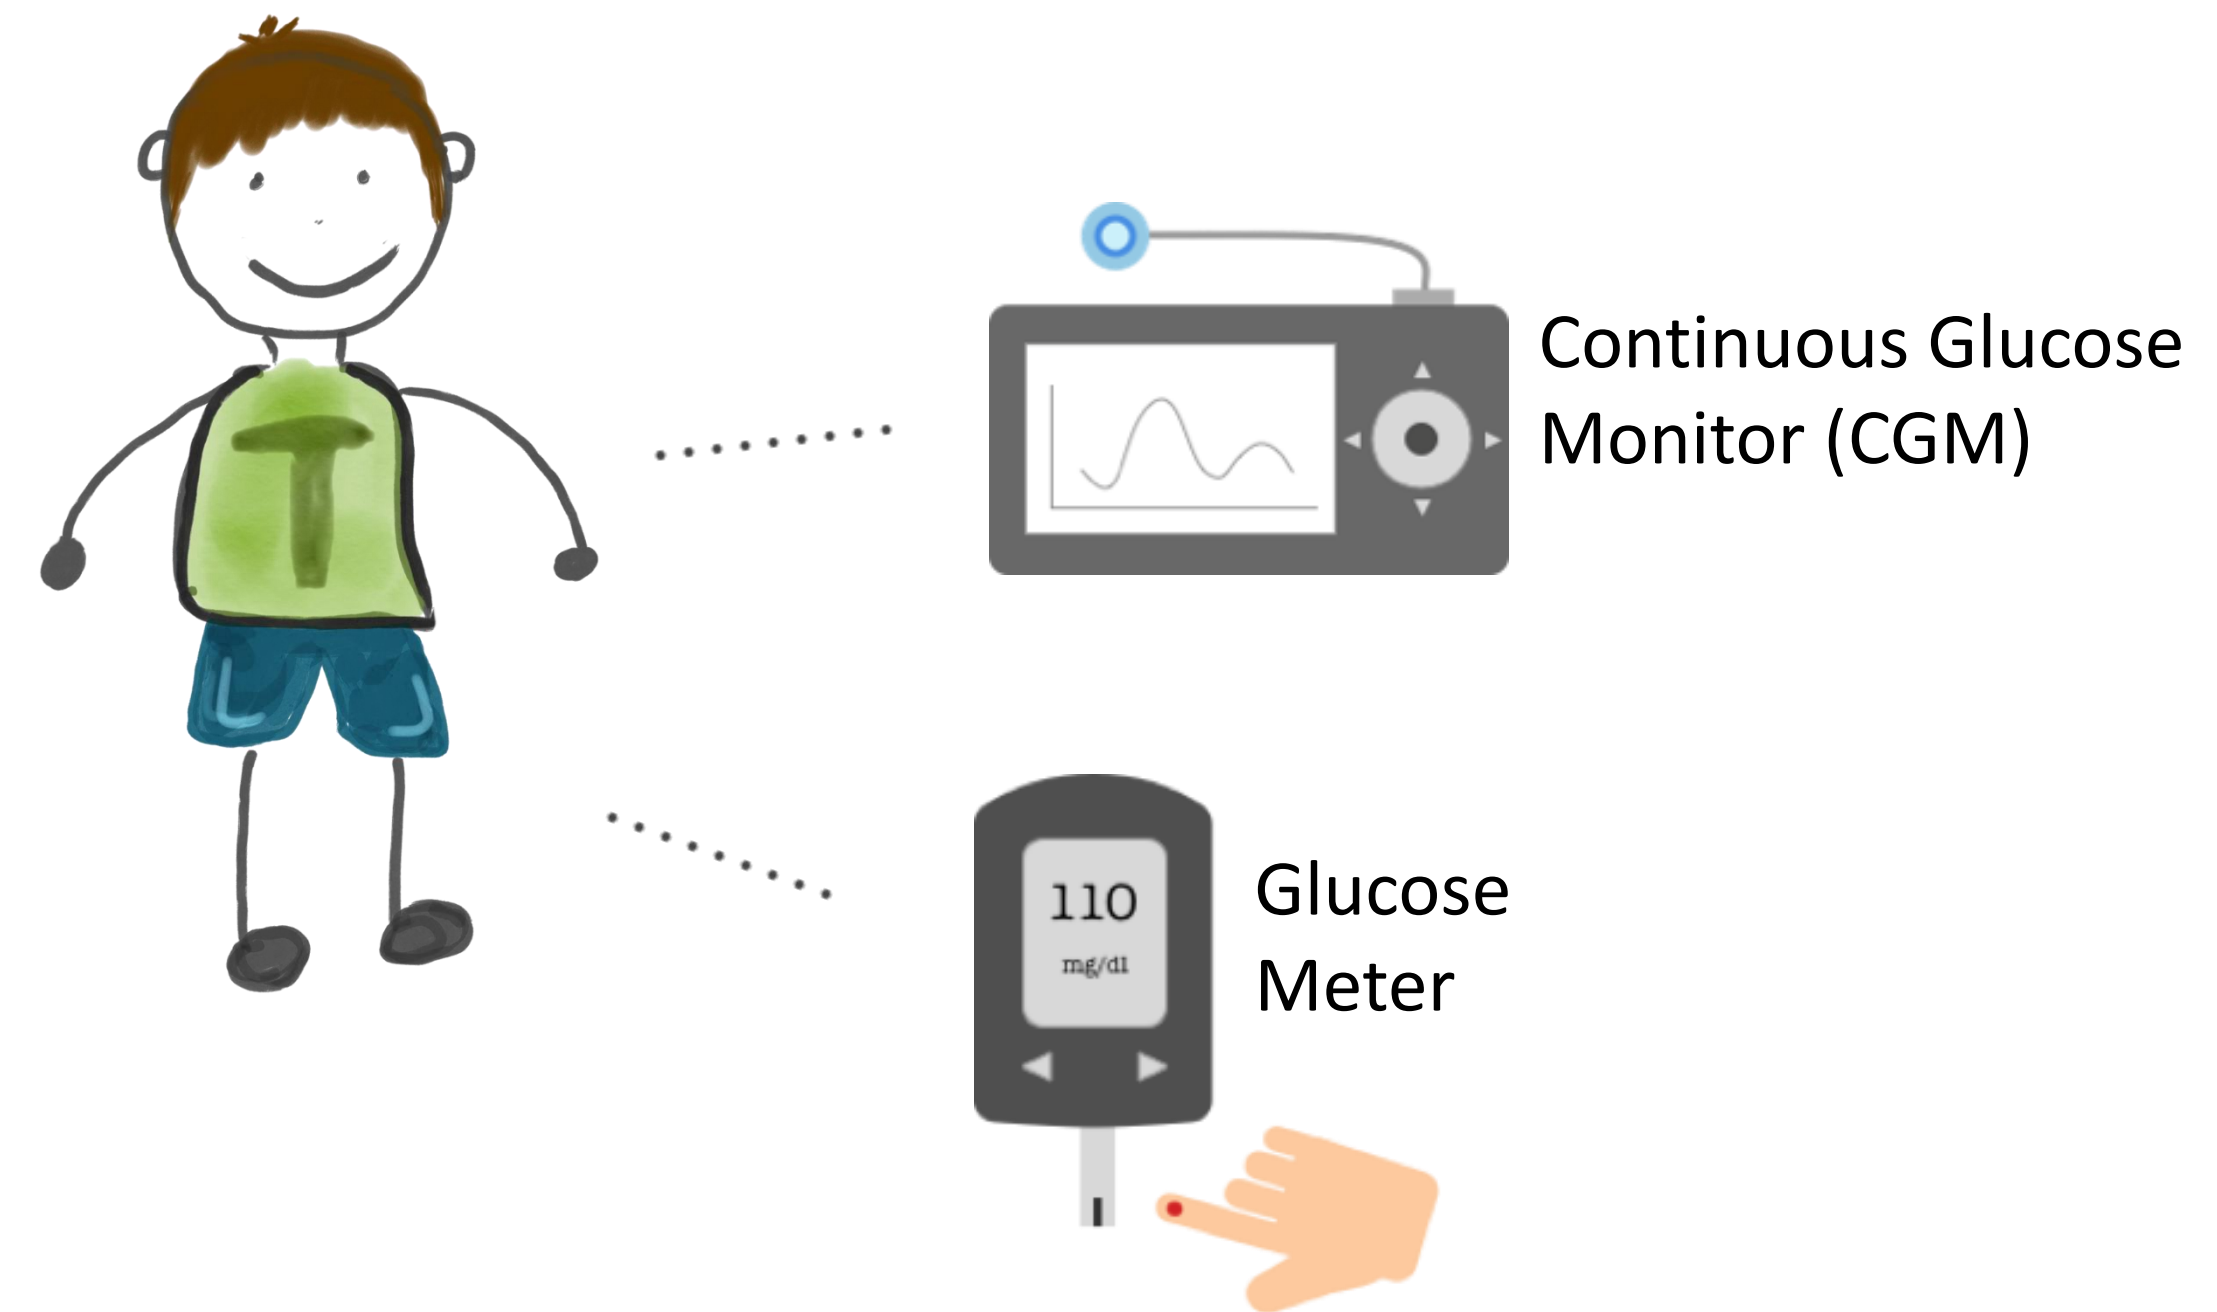 T
Continuous Glucose
Monitor (CGM)
110
mg/dl
Glucose
Meter